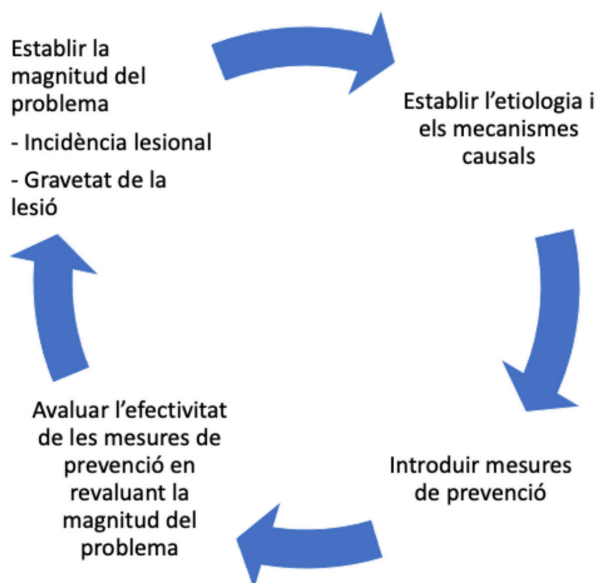 Establir la
magnitud del
problema
- Incidència lesional
- Gravetat de la
lesió
Establir l’etiologia i
els mecanismes
causals
Introduir mesures
de prevenció
Avaluar l’efectivitat
de les mesures de
prevenció en
revaluant la
magnitud del
problema